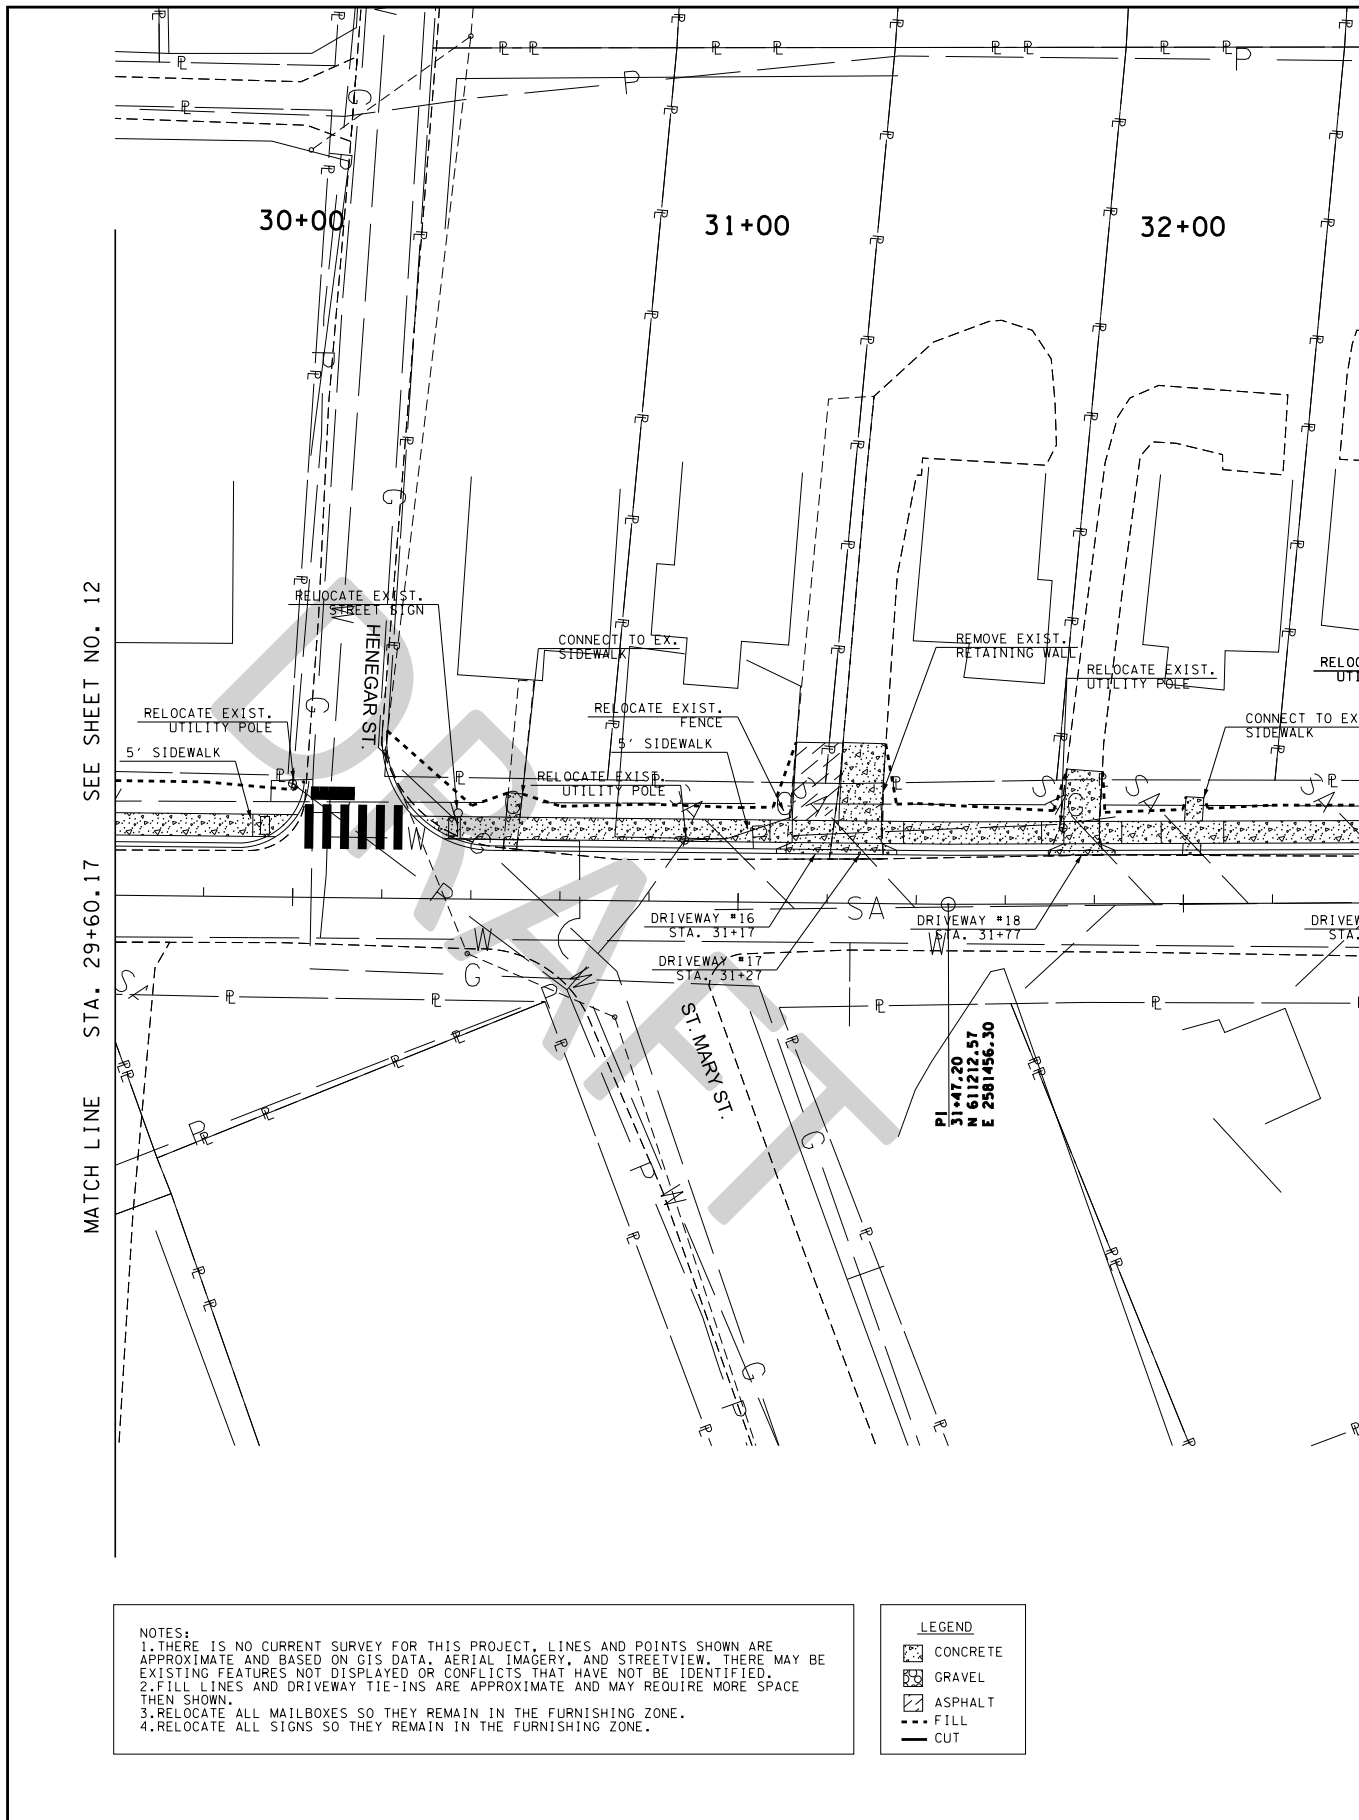 30+00
31+00
32+00
MATCH LINE STA. 29+60.17 SEE SHEET NO. 12
RELOCATE EXIST.
STREET SIGN
HENEGAR ST.
CONNECT TO EX.
SIDEWALK
REMOVE EXIST.
RETAINING WALL
RELOCATE EXIST.
UTILITY POLE
RELOCATE EXIST.
UTILITY POLE
RELOCATE EXIST.
FENCE
5' SIDEWALK
5' SIDEWALK
CONNECT TO EX
SIDEWALK
RELOCATE EXIST.
UTILITY POLE
DRIVEWAY #16
STA. 31+17
DRIVEWAY #17
STA. 31+27
DRIVEWAY #18
STA. 31+77
STA.
ST. MARY ST.
PI
31+47.20
N 611212.57
E 2581456.30
DRAFT
NOTES:
1.THERE IS NO CURRENT SURVEY FOR THIS PROJECT, LINES AND POINTS SHOWN ARE
APPROXIMATE AND BASED ON GIS DATA, AERIAL IMAGERY, AND STREETVIEW. THERE MAY BE
EXISTING FEATURES NOT DISPLAYED OR CONFLICTS THAT HAVE NOT BE IDENTIFIED.
2.FILL LINES AND DRIVEWAY TIE-INS ARE APPROXIMATE AND MAY REQUIRE MORE SPACE
THEN SHOWN.
3.RELOCATE ALL MAILBOXES SO THEY REMAIN IN THE FURNISHING ZONE.
4.RELOCATE ALL SIGNS SO THEY REMAIN IN THE FURNISHING ZONE.
LEGEND
CONCRETE
GRAVEL
ASPHALT
FILL
CUT